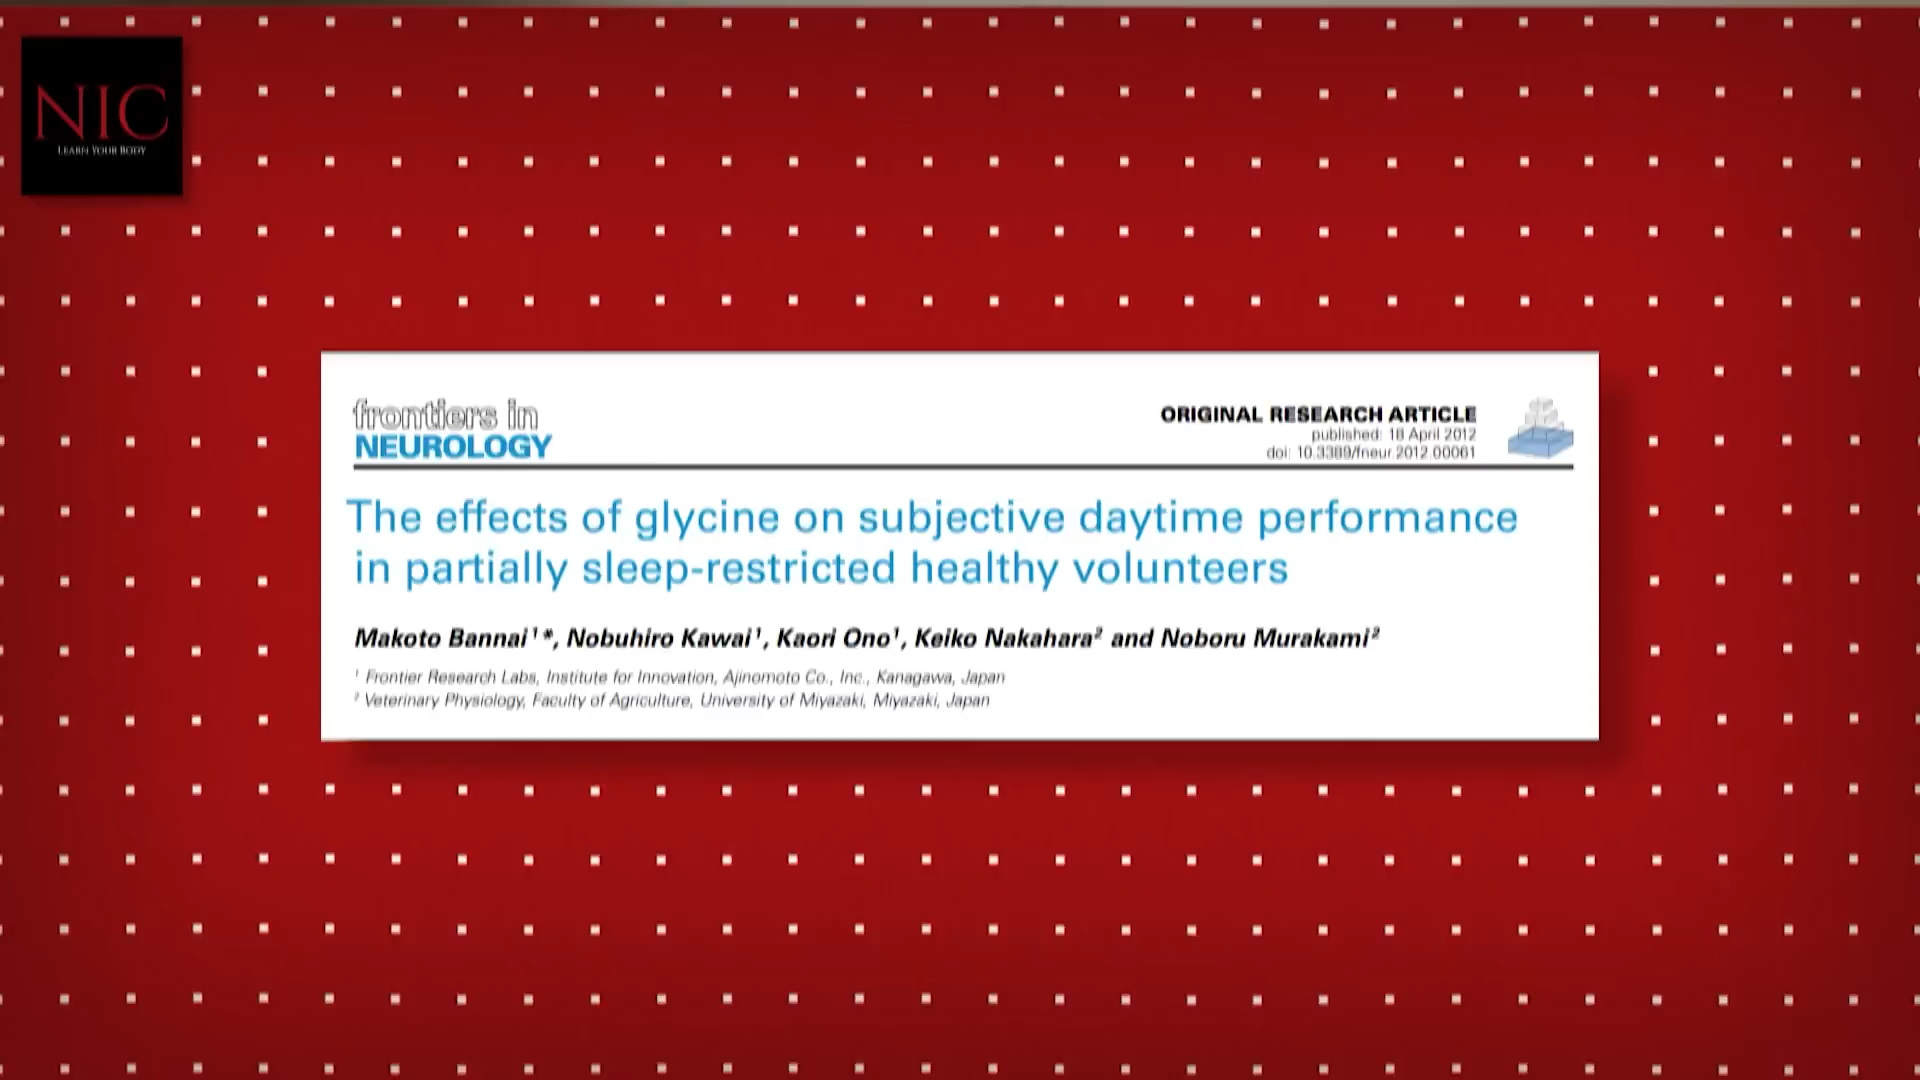 NIC
LEARN YOUR BODY
frontiers in
NEUROLOGY
ORIGINAL RESEARCH ARTICLE
published: 18 April 2012
doi: 10.3389/fneur.2012.00061
The effects of glycine on subjective daytime performance
in partially sleep-restricted healthy volunteers
Makoto Bannai¹*, Nobuhiro Kawai¹, Kaori Ono¹, Keiko Nakahara² and Noboru Murakami²
¹ Frontier Research Labs, Institute for Innovation, Ajinomoto Co., Inc., Kanagawa, Japan
² Veterinary Physiology, Faculty of Agriculture, University of Miyazaki, Miyazaki, Japan